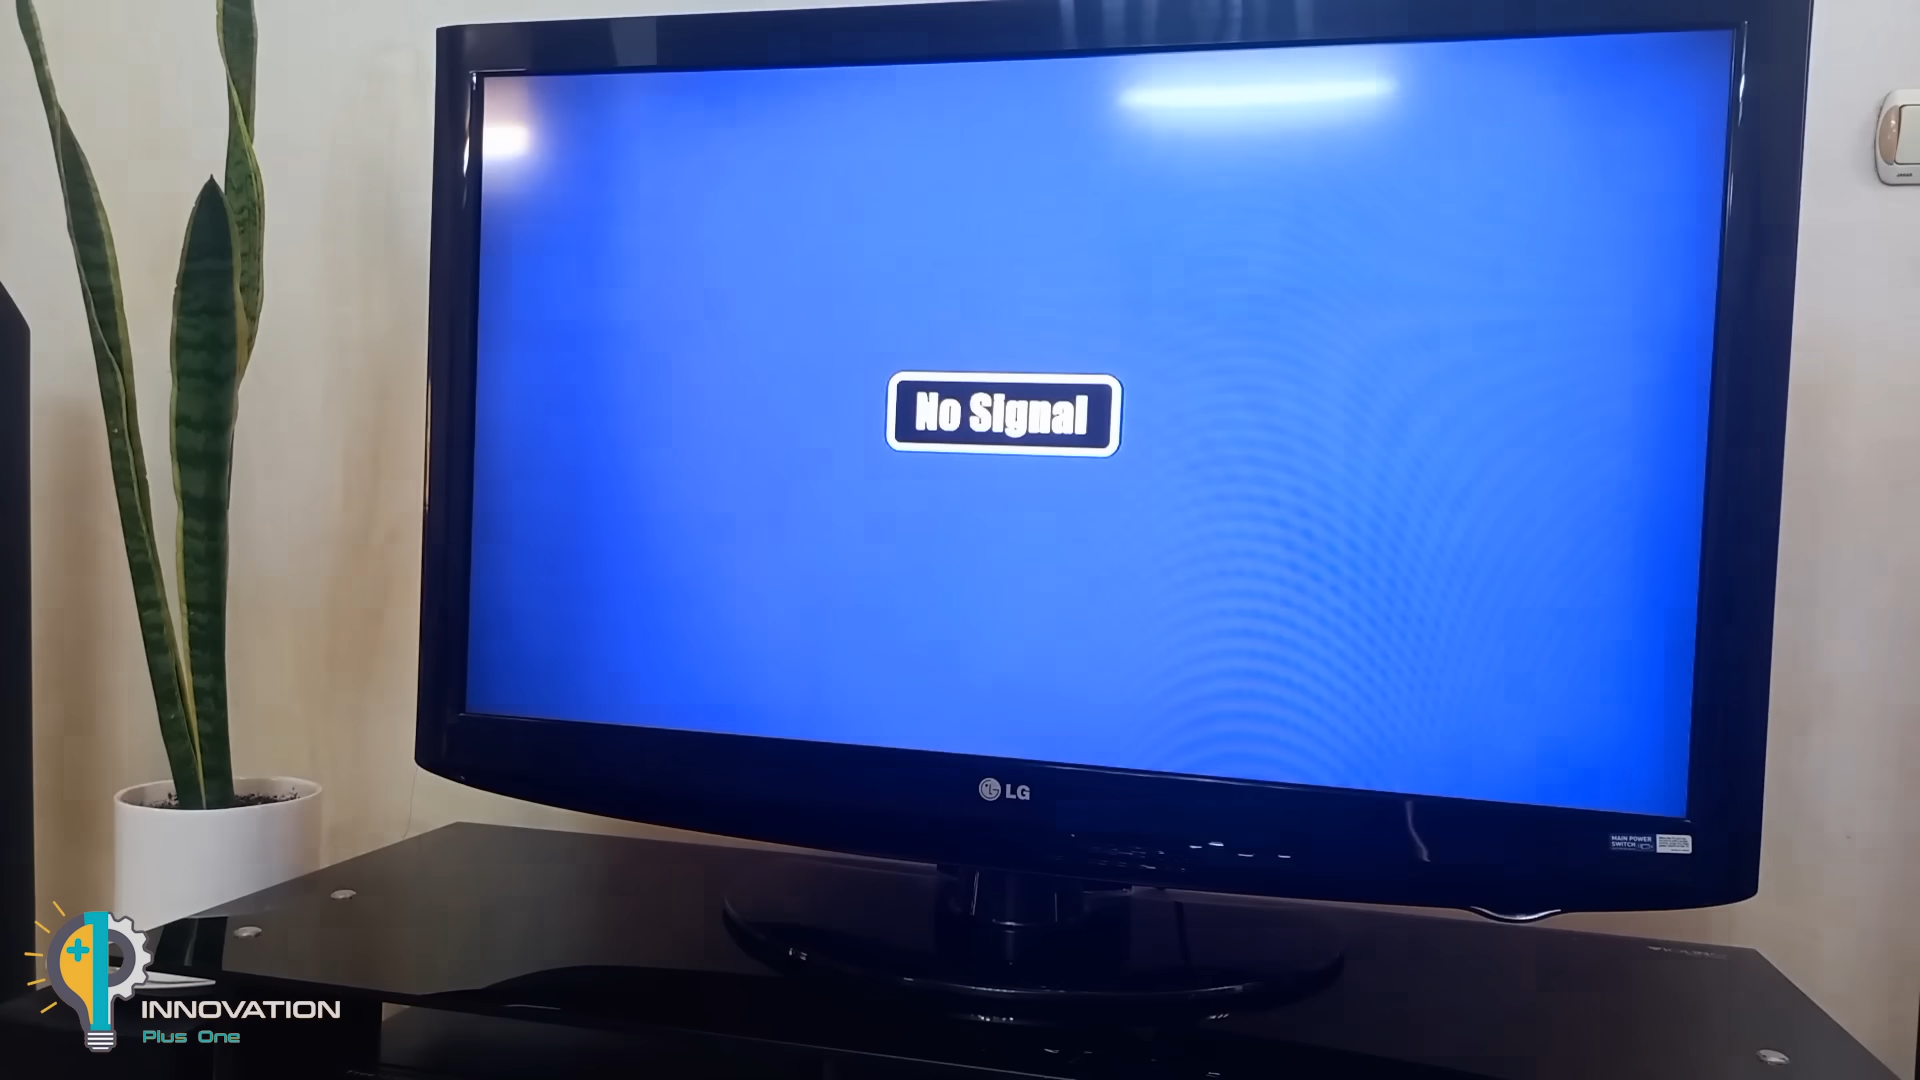 No Signal
LG
MAIN POWER
SWITCH
INNOVATION
Plus One